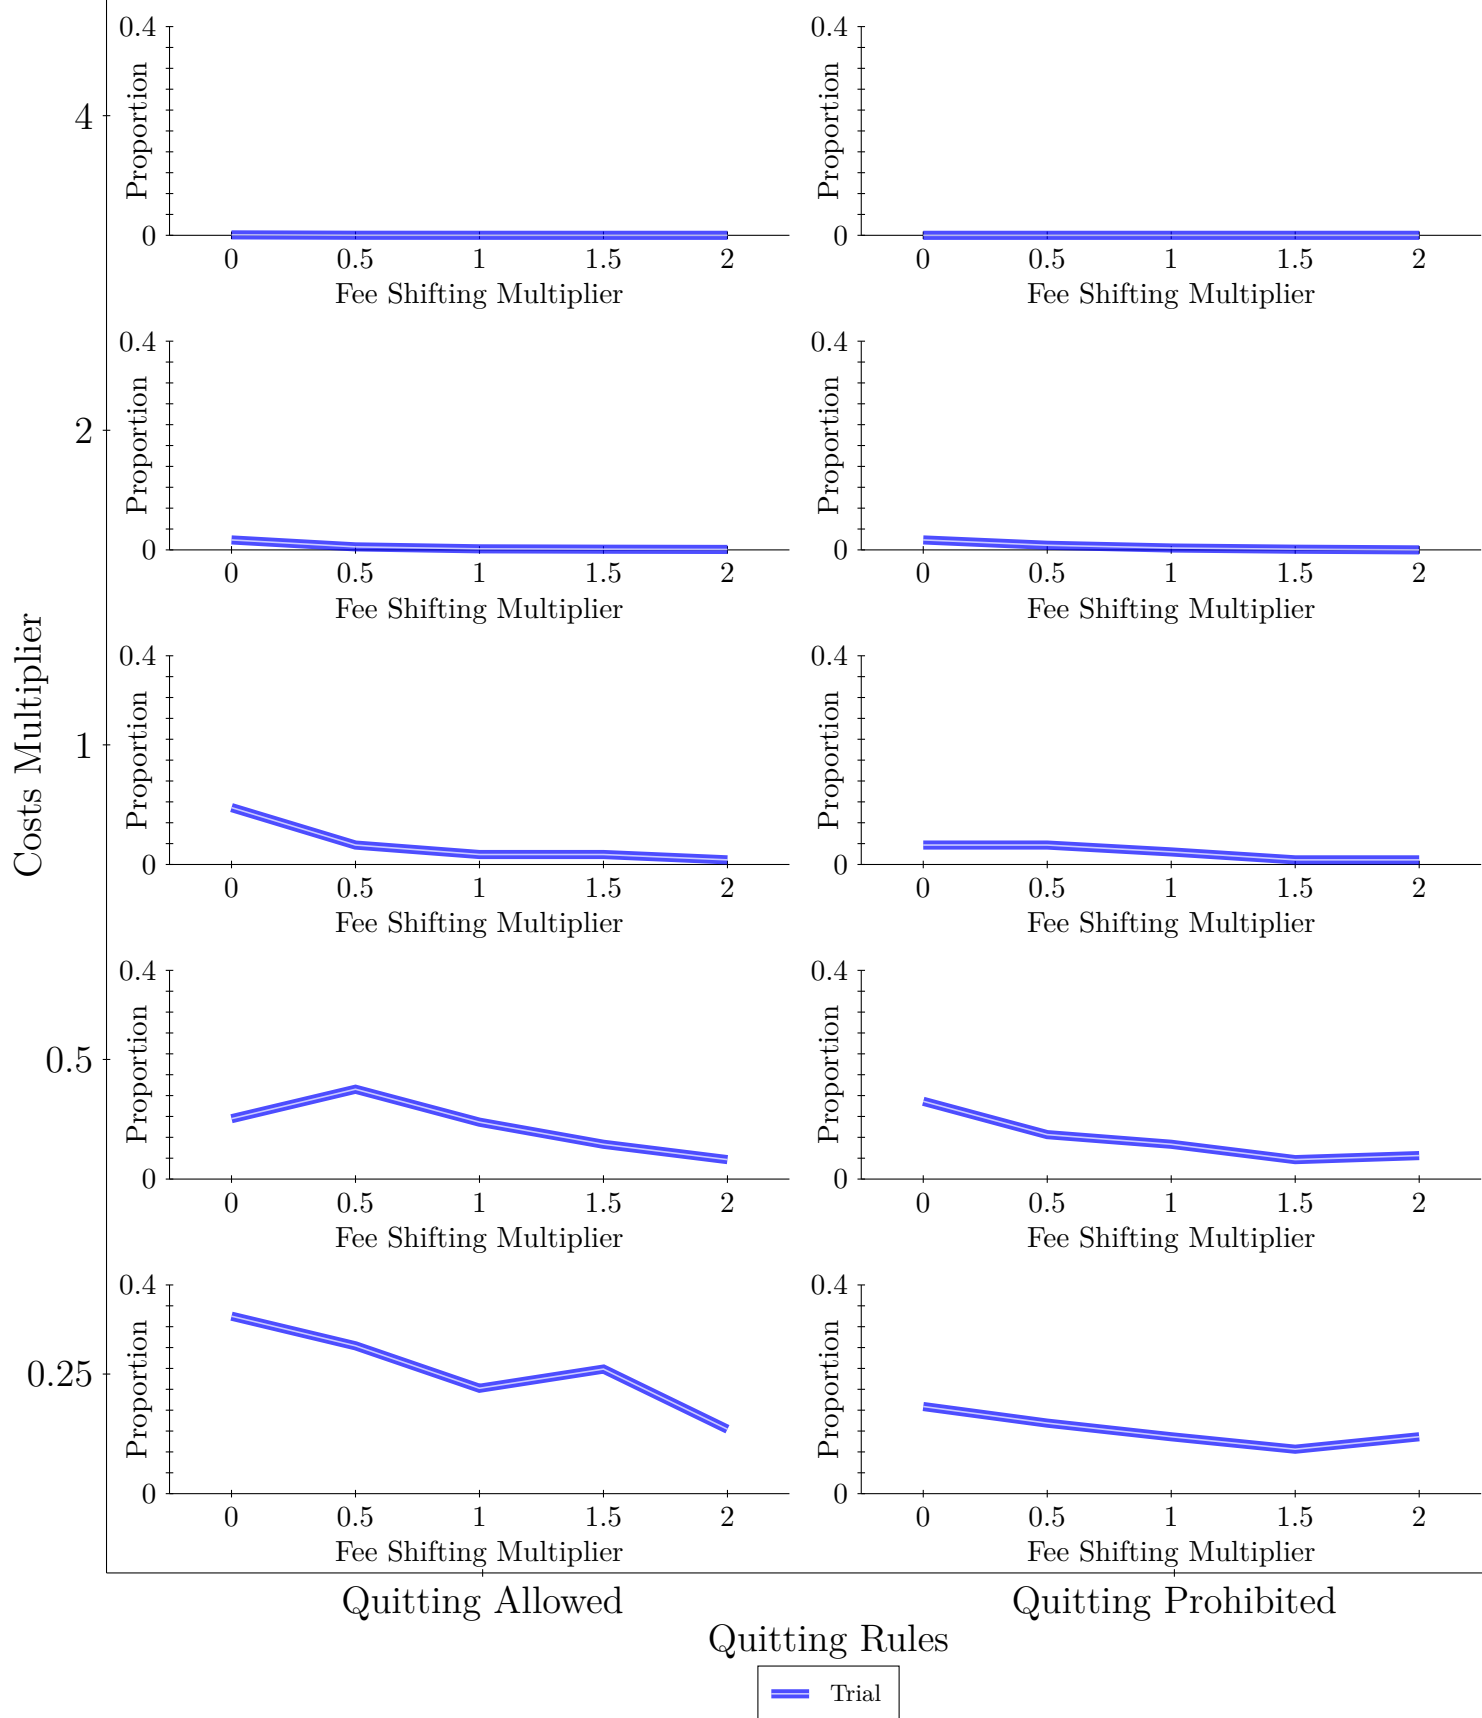 Costs Multiplier
4
0.4
Proportion
0
0 0.5 1 1.5 2
Fee Shifting Multiplier
0.4
Proportion
0
0 0.5 1 1.5 2
Fee Shifting Multiplier
2
0.4
Proportion
0
0 0.5 1 1.5 2
Fee Shifting Multiplier
0.4
Proportion
0
0 0.5 1 1.5 2
Fee Shifting Multiplier
1
0.4
Proportion
0
0 0.5 1 1.5 2
Fee Shifting Multiplier
0.4
Proportion
0
0 0.5 1 1.5 2
Fee Shifting Multiplier
0.5
0.4
Proportion
0
0 0.5 1 1.5 2
Fee Shifting Multiplier
0.4
Proportion
0
0 0.5 1 1.5 2
Fee Shifting Multiplier
0.25
0.4
Proportion
0
0 0.5 1 1.5 2
Fee Shifting Multiplier
0.4
Proportion
0
0 0.5 1 1.5 2
Fee Shifting Multiplier
Quitting Allowed
Quitting Prohibited
Quitting Rules
Trial